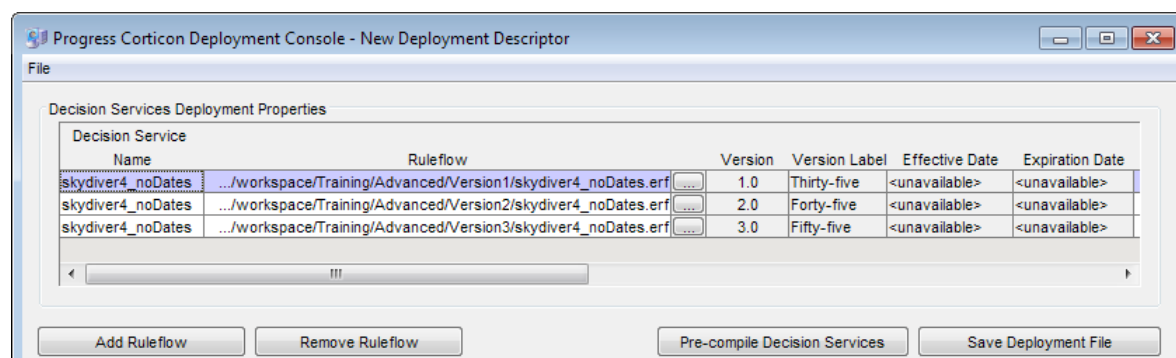 Progress Corticon Deployment Console - New Deployment Descriptor
File
Decision Services Deployment Properties
Decision Service
Name Ruleflow Version Version Label Effective Date Expiration Date
skydiver4_noDates .../workspace/Training/Advanced/Version1/skydiver4_noDates.erf ... 1.0 Thirty-five <unavailable> <unavailable>
skydiver4_noDates .../workspace/Training/Advanced/Version2/skydiver4_noDates.erf ... 2.0 Forty-five <unavailable> <unavailable>
skydiver4_noDates .../workspace/Training/Advanced/Version3/skydiver4_noDates.erf ... 3.0 Fifty-five <unavailable> <unavailable>
Add Ruleflow Remove Ruleflow Pre-compile Decision Services Save Deployment File